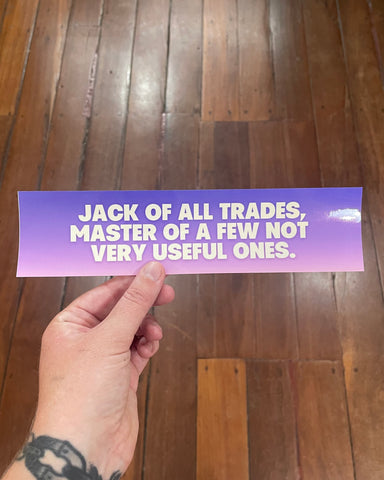 JACK OF ALL TRADES,
MASTER OF A FEW NOT
VERY USEFUL ONES.